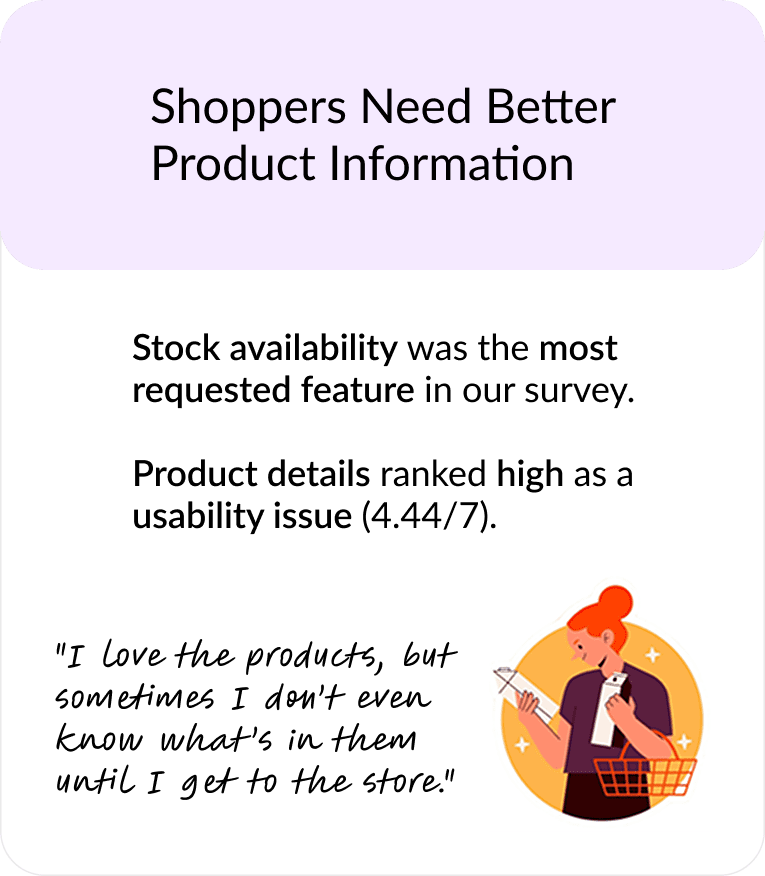 Shoppers Need Better
Product Information
Stock availability was the most
requested feature in our survey.
Product details ranked high as a
usability issue (4.44/7).
"I love the products, but
sometimes I don't even
know what's in them
until I get to the store."